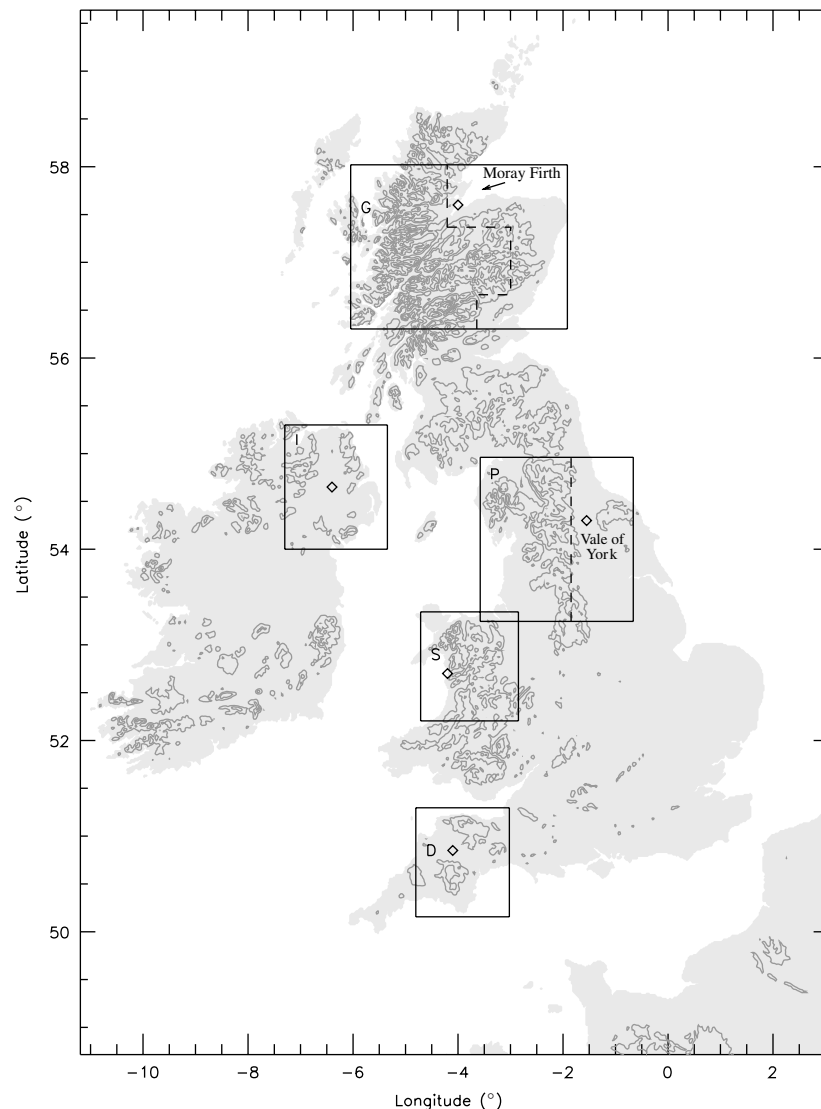 58
Moray Firth
G
56
I
P
Vale of
York
54
S
52
D
50
Latitude (°)
-10
-8
-6
-4
-2
0
2
Longitude (°)